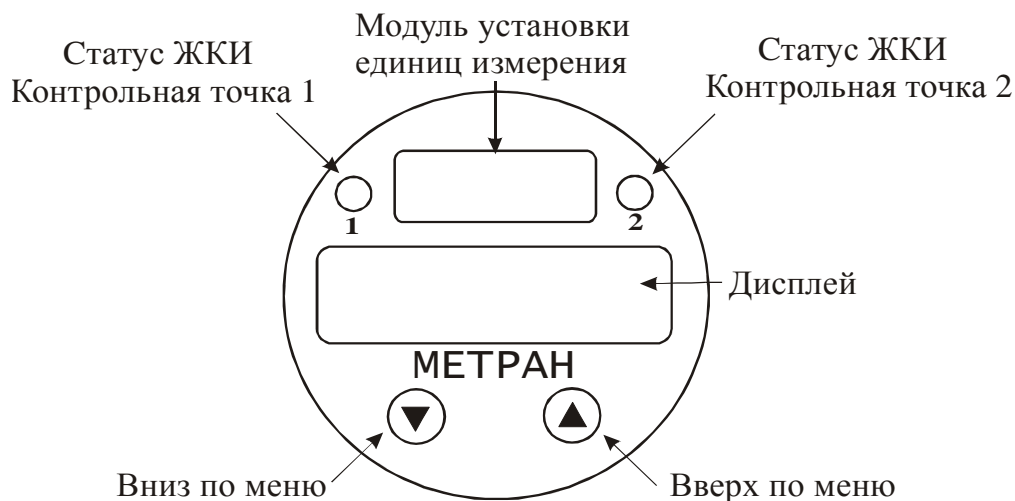 Модуль установки
единиц измерения
Статус ЖКИ
Контрольная точка 1
Статус ЖКИ
Контрольная точка 2
1
2
Дисплей
МЕТРАН
Вниз по меню
Вверх по меню